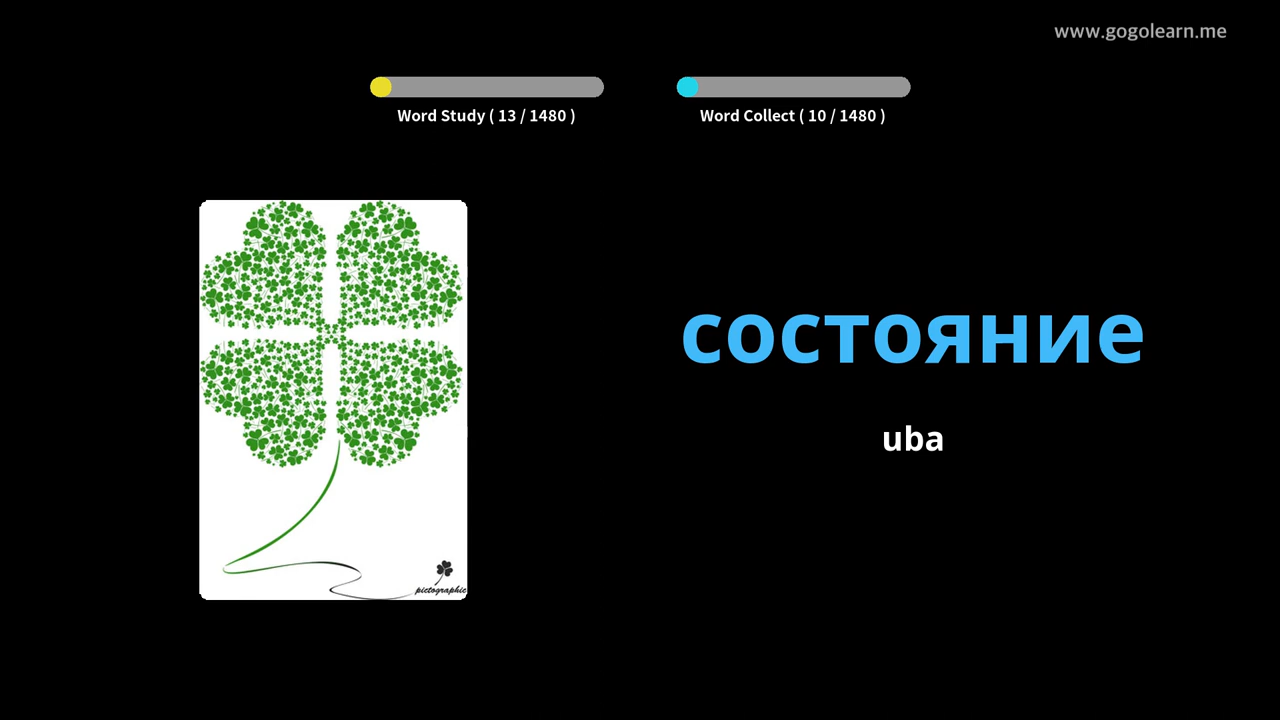 www.gogolearn.me
Word Study ( 13 / 1480 )
Word Collect ( 10 / 1480 )
состояние
uba
pictographic